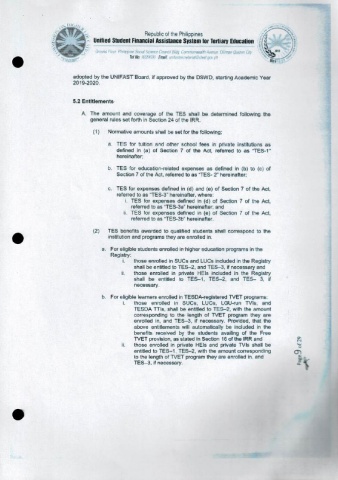 Republic of the Philippines
Unified Student Financial Assistance System for Tertiary Education
adopted by the UNIFAST Board, if approved by the DSWD, starting Academic Year
2019-2020.
5.2 Entitlements
A. The amount and coverage of the TES shall be determined following the
general rules set forth in Section 24 of the IRR.
(1) Normative amounts shall be set for the following:
a. TES for tuition and other school fees in private institutions as
defined in (a) of Section 7 of the Act, referred to as "TES-1"
hereinafter;
b. TES for education-related expenses as defined in (b) to (c) of
Section 7 of the Act, referred to as "TES- 2" hereinafter;
c. TES for expenses defined in (d) and (e) of Section 7 of the Act,
referred to as "TES-3" hereinafter, where:
i. TES for expenses defined in (d) of Section 7 of the Act,
referred to as "TES-3a" hereinafter; and
ii. TES for expenses defined in (e) of Section 7 of the Act,
referred to as "TES-3b" hereinafter.
(2) TES benefits awarded to qualified students shall correspond to the
institution and programs they are enrolled in.
a. For eligible students enrolled in higher education programs in the
Registry:
i. those enrolled in SUCs and LUCs included in the Registry
shall be entitled to TES–2, and TES–3, if necessary and
ii. those enrolled in private HEIs included in the Registry
shall be entitled to TES–1, TES–2, and TES– 3, if
necessary.
b. For eligible learners enrolled in TESDA-registered TVET programs:
i. those enrolled in SUCs, LUCs, LGU-run TVIs, and
TESDA TTIs, shall be entitled to TES–2, with the amount
corresponding to the length of TVET program they are
enrolled in, and TES–3, if necessary. Provided, that the
above entitlements will automatically be included in the
benefits received by the students availing of the Free
TVET provision, as stated in Section 16 of the IRR and
ii. those enrolled in private HEIs and private TVIs shall be
entitled to TES–1, TES–2, with the amount corresponding
to the length of TVET program they are enrolled in, and
TES–3, if necessary.
Page 9 of 29